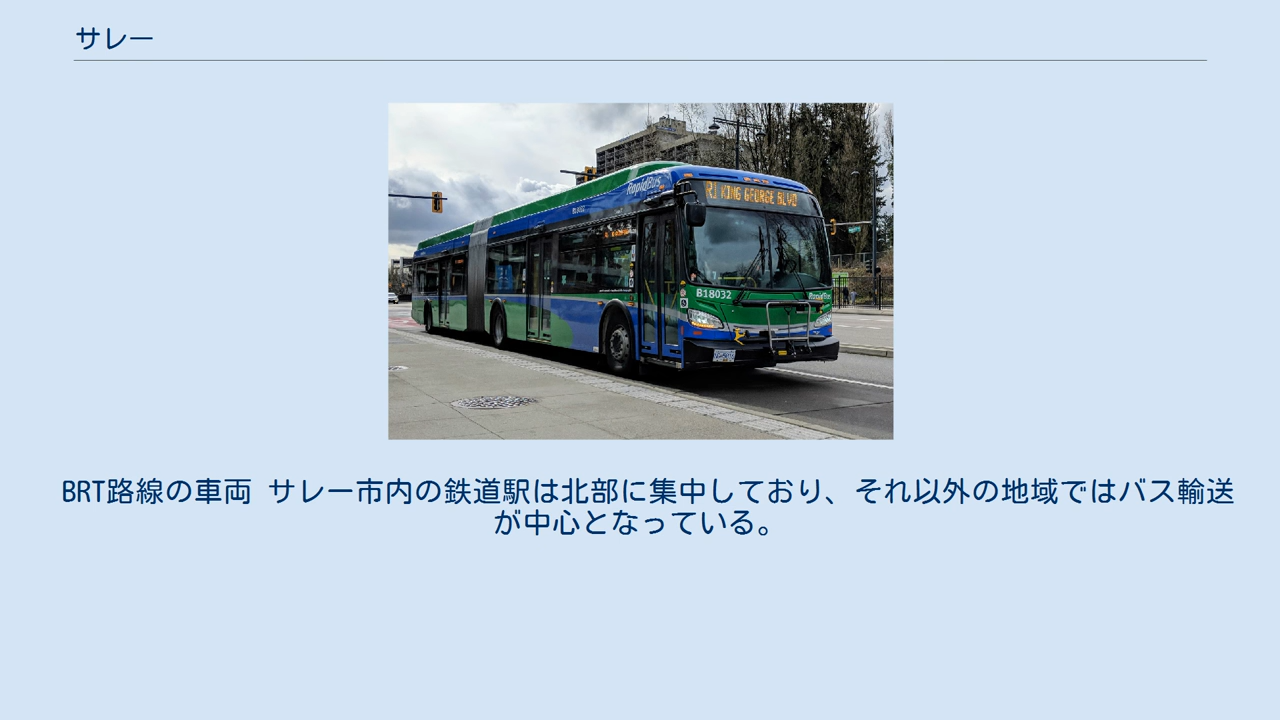 サレー
RapidBus
R1 KING GEORGE BLVD
B18032
RapidBus
BRT路線の車両 サレー市内の鉄道駅は北部に集中しており、それ以外の地域ではバス輸送
が中心となっている。